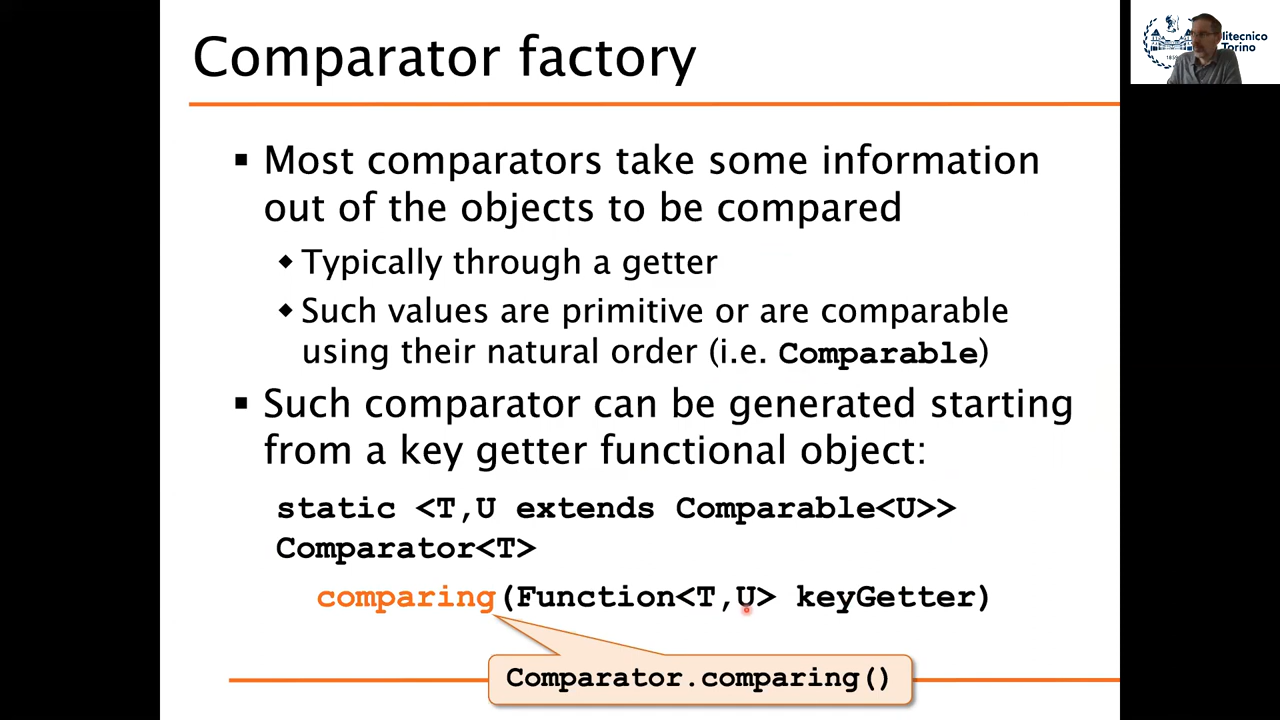 Comparator factory
litecnico
Torino
▪ Most comparators take some information
out of the objects to be compared
◆ Typically through a getter
◆ Such values are primitive or are comparable
using their natural order (i.e. Comparable)
▪ Such comparator can be generated starting
from a key getter functional object:
static <T,U extends Comparable<U>>
Comparator<T>
comparing(Function<T,U> keyGetter)
Comparator.comparing()